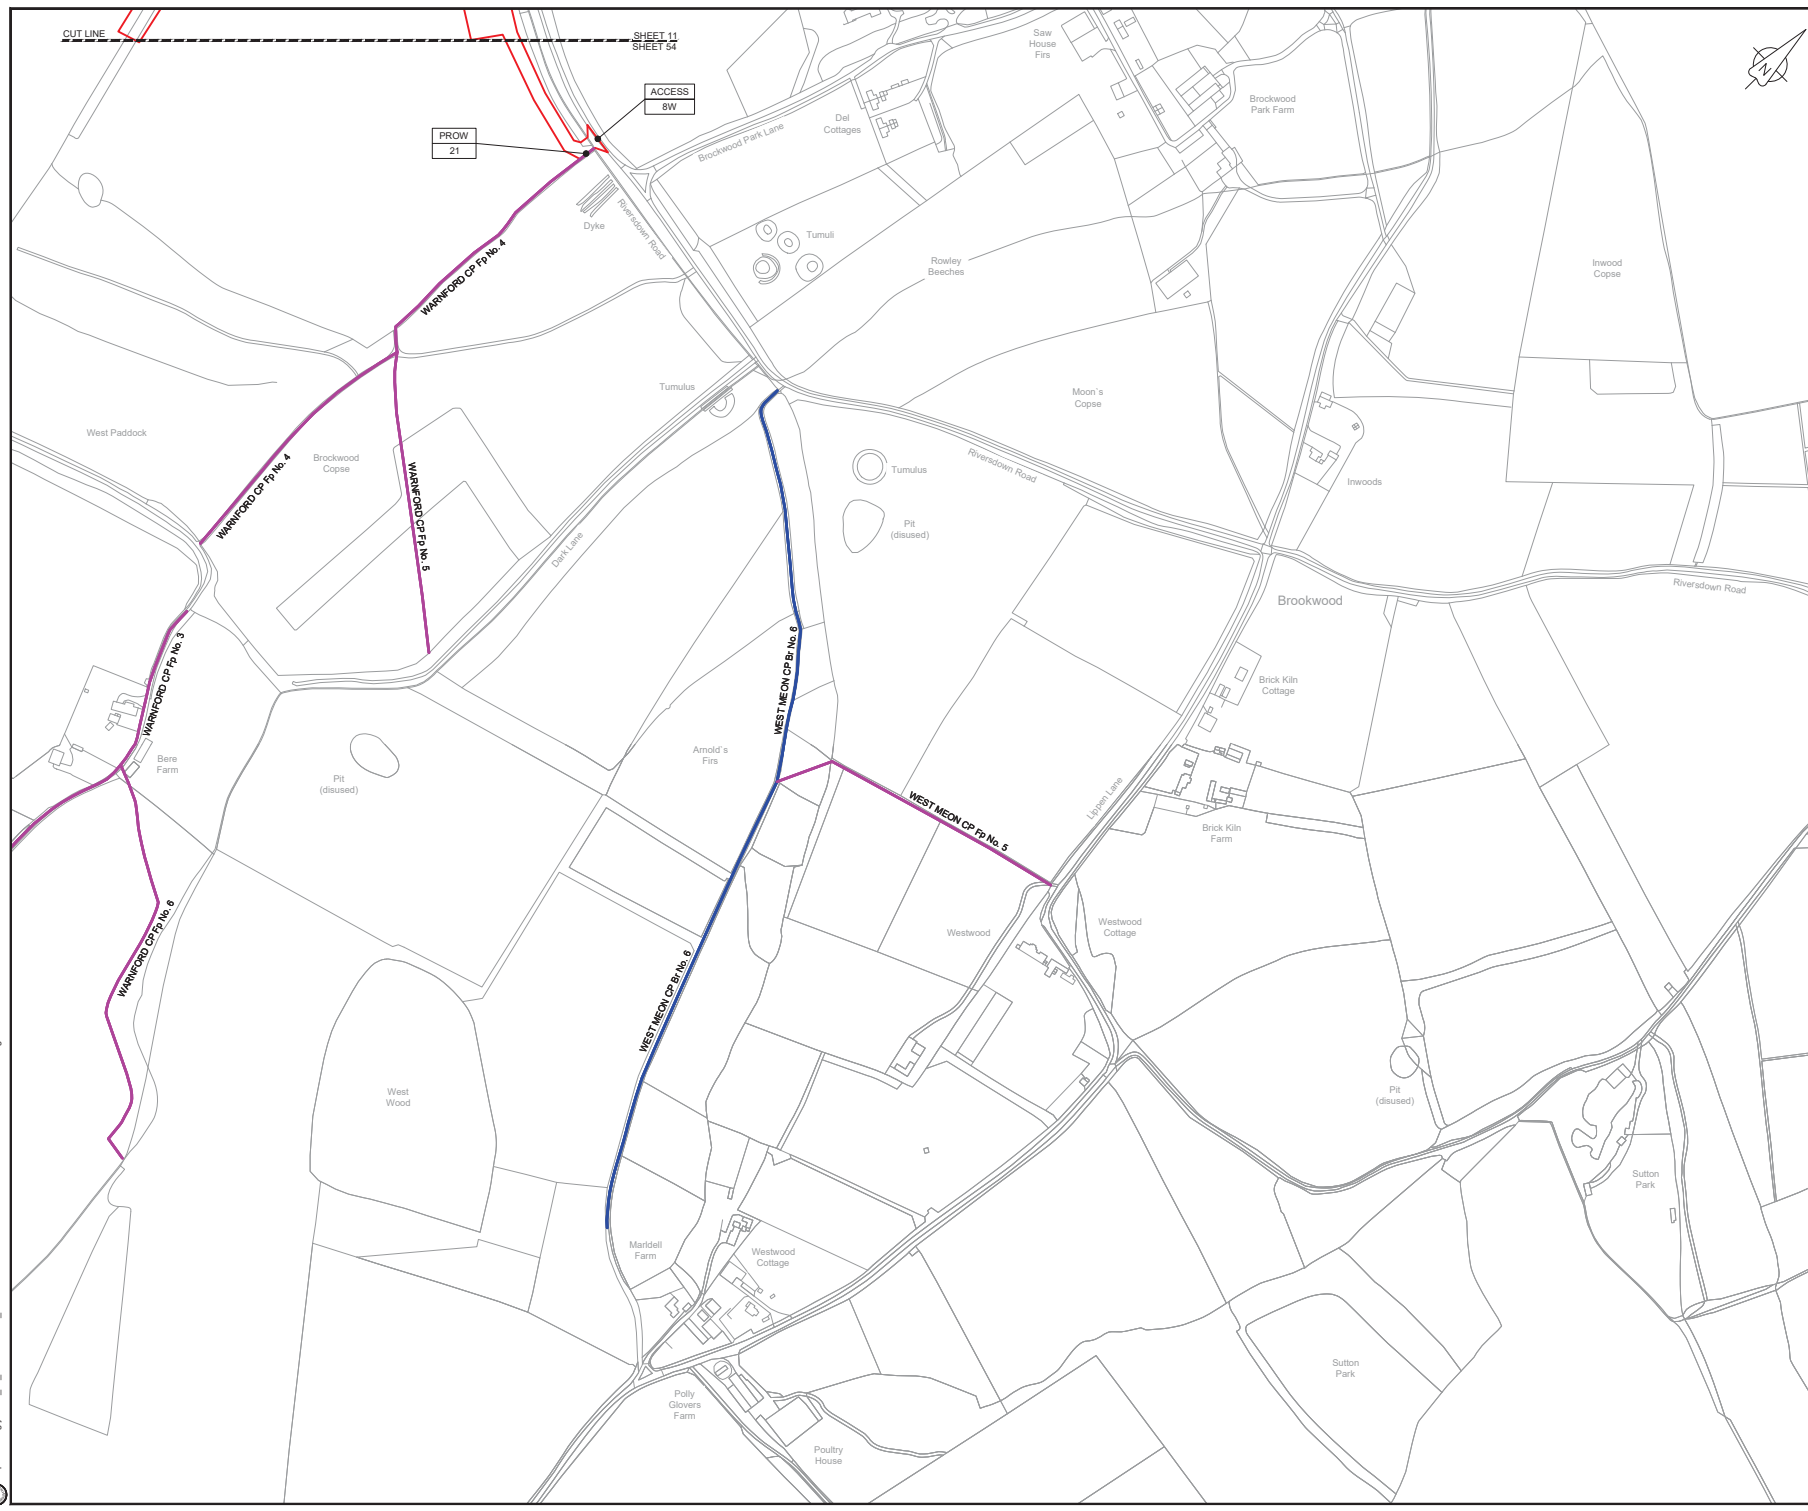 CUT LINE
SHEET 11
SHEET 54
ACCESS
8W
PROW
21
Saw
House
Firs
Brockwood
Park Farm
Del
Cottages
Brockwood Park Lane
N
Dyke
Riversdown Road
Tumuli
Rowley
Beeches
Inwood
Copse
WARNFORD CP Fp No. 4
Tumulus
Moon's
Copse
West Paddock
Brockwood
Copse
WARNFORD CP Fp No. 4
WARNFORD CP Fp No. 5
Tumulus
Riversdown Road
Inwoods
Pit
(disused)
Dark Lane
Riversdown Road
Brookwood
WARNFORD CP Fp No. 3
WEST MEON CP Br No. 6
Brick Kiln
Cottage
Bere
Farm
Pit
(disused)
Arnold's
Firs
Lippen Lane
WEST MEON CP Fp No. 5
Brick Kiln
Farm
WARNFORD CP Fp No. 6
Westwood
Westwood
Cottage
WEST MEON CP Br No. 6
West
Wood
Pit
(disused)
Sutton
Park
Marldell
Farm
Westwood
Cottage
Sutton
Park
Polly
Glovers
Farm
Poultry
House